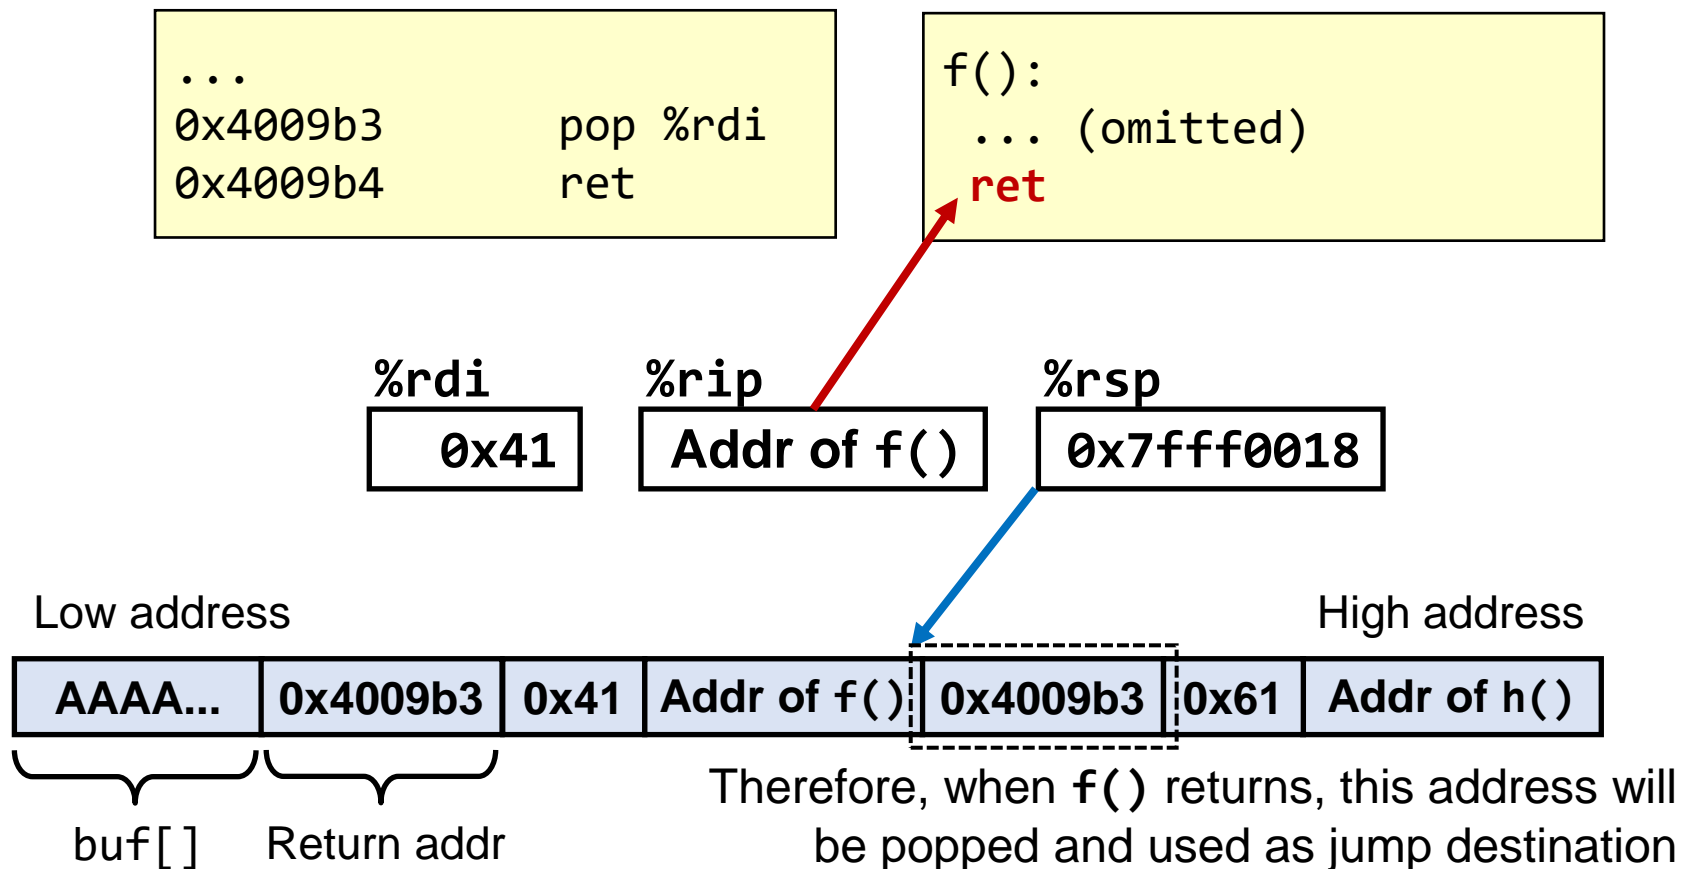 ...
0x4009b3 pop %rdi
0x4009b4 ret
f():
... (omitted)
ret
%rdi %rip %rsp
0x41 Addr of f() 0x7fff0018
Low address High address
AAAA... 0x4009b3 0x41 Addr of f() 0x4009b3 0x61 Addr of h()
buf[] Return addr
Therefore, when f() returns, this address will
be popped and used as jump destination